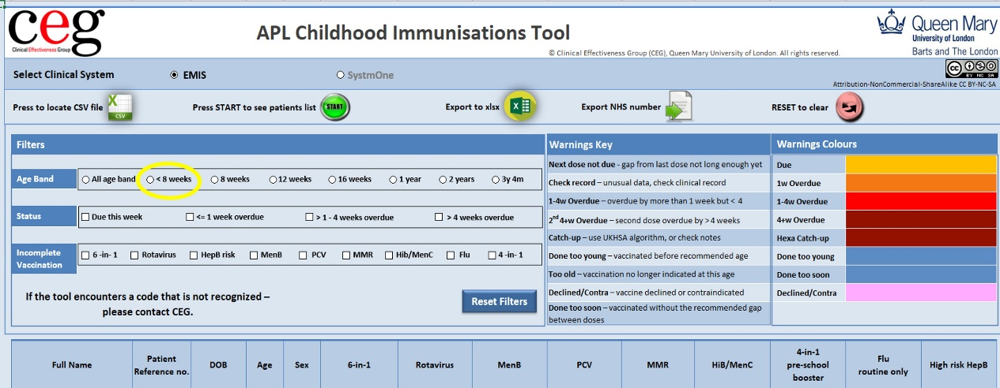 ceg
Clinical Effectiveness Group
APL Childhood Immunisations Tool
Queen Mary
University of London
Barts and The London
© Clinical Effectiveness Group (CEG), Queen Mary University of London. All rights reserved.
Select Clinical System
EMIS
SystmOne
cc
BY NC SA
Attribution-NonCommercial-ShareAlike CC BY-NC-SA
Press to locate CSV file
X
CSV
Press START to see patients list
START
Export to xlsx
X
Export NHS number
RESET to clear
Filters
Age Band
All age band
< 8 weeks
8 weeks
12 weeks
16 weeks
1 year
2 years
3y 4m
Status
Due this week
<= 1 week overdue
> 1 - 4 weeks overdue
> 4 weeks overdue
Incomplete
Vaccination
6 -in- 1
Rotavirus
HepB risk
MenB
PCV
MMR
Hib/MenC
Flu
4 -in- 1
If the tool encounters a code that is not recognized –
please contact CEG.
Reset Filters
Warnings Key
Next dose not due - gap from last dose not long enough yet
Check record – unusual data, check clinical record
1-4w Overdue – overdue by more than 1 week but < 4
2nd 4+w Overdue – second dose overdue by > 4 weeks
Catch-up – use UKHSA algorithm, or check notes
Done too young – vaccinated before recommended age
Too old – vaccination no longer indicated at this age
Declined/Contra – vaccine declined or contraindicated
Done too soon – vaccinated without the recommended gap
between doses
Warnings Colours
Due
1w Overdue
1-4w Overdue
4+w Overdue
Hexa Catch-up
Done too young
Done too soon
Declined/Contra
Full Name
Patient
Reference no.
DOB
Age
Sex
6-in-1
Rotavirus
MenB
PCV
MMR
HiB/MenC
4-in-1
pre-school
booster
Flu
routine only
High risk HepB